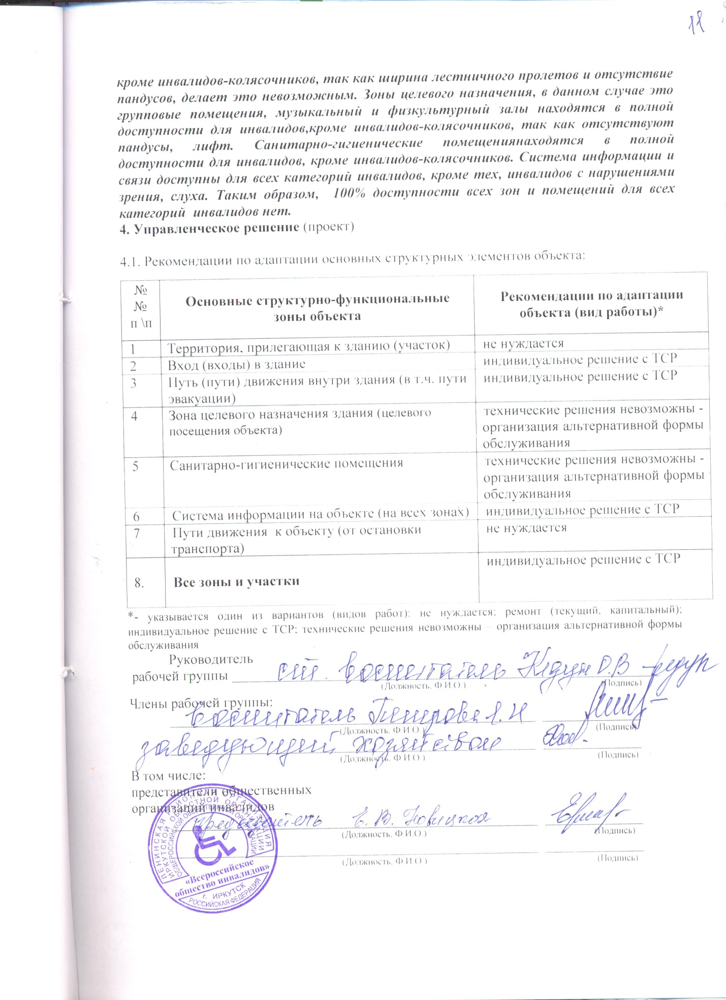 11
кроме инвалидов-колясочников, так как ширина лестничного пролетов и отсутствие
пандусов, делает это невозможным. Зоны целевого назначения, в данном случае это
групповые помещения, музыкальный и физкультурный залы находятся в полной
доступности для инвалидов,кроме инвалидов-колясочников, так как отсутствуют
пандусы, лифт. Санитарно-гигиенические помещениянаходятся в полной
доступности для инвалидов, кроме инвалидов-колясочников. Система информации и
связи доступны для всех категорий инвалидов, кроме тех, инвалидов с нарушениями
зрения, слуха. Таким образом, 100% доступности всех зон и помещений для всех
категорий инвалидов нет.
4. Управленческое решение (проект)
4.1. Рекомендации по адаптации основных структурных элементов объекта:
№
№
п \п
Основные структурно-функциональные
зоны объекта
Рекомендации по адаптации
объекта (вид работы)*
1
Территория, прилегающая к зданию (участок)
не нуждается
2
Вход (входы) в здание
индивидуальное решение с ТСР
3
Путь (пути) движения внутри здания (в т.ч. пути
эвакуации)
индивидуальное решение с ТСР
4
Зона целевого назначения здания (целевого
посещения объекта)
технические решения невозможны -
организация альтернативной формы
обслуживания
5
Санитарно-гигиенические помещения
технические решения невозможны -
организация альтернативной формы
обслуживания
6
Система информации на объекте (на всех зонах)
индивидуальное решение с ТСР
7
Пути движения к объекту (от остановки
транспорта)
не нуждается
8.
Все зоны и участки
индивидуальное решение с ТСР
*- указывается один из вариантов (видов работ): не нуждается; ремонт (текущий, капитальный);
индивидуальное решение с ТСР; технические решения невозможны – организация альтернативной формы
обслуживания
Руководитель
рабочей группы ст. воспитатель О.В
(Должность, Ф.И.О.) (Подпись)
Члены рабочей группы:
воспитатель
(Должность, Ф.И.О.) (Подпись)
заведующий хозяйством
(Должность, Ф.И.О.) (Подпись)
В том числе:
представители общественных
организаций инвалидов
председатель Е.В. Новицкая
(Должность, Ф.И.О.) (Подпись)
(Должность, Ф.И.О.) (Подпись)
ЛЕНИНСКАЯ РАЙОННАЯ ОРГАНИЗАЦИЯ
ИРКУТСКОЙ ОБЛАСТНОЙ ОРГАНИЗАЦИИ
ОБЩЕРОССИЙСКОЙ ОБЩЕСТВЕННОЙ ОРГАНИЗАЦИИ
«Всероссийское
общество инвалидов»
г. ИРКУТСК
РОССИЙСКАЯ ФЕДЕРАЦИЯ